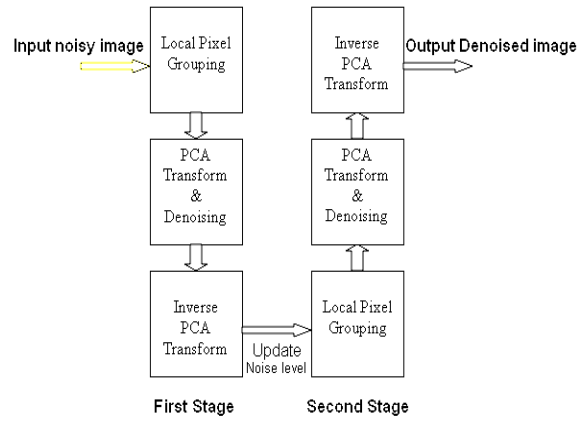 Input noisy image
Local Pixel
Grouping
PCA
Transform
&
Denoising
Inverse
PCA
Transform
Update
Noise level
Local Pixel
Grouping
PCA
Transform
&
Denoising
Inverse
PCA
Transform
Output Denoised image
First Stage
Second Stage